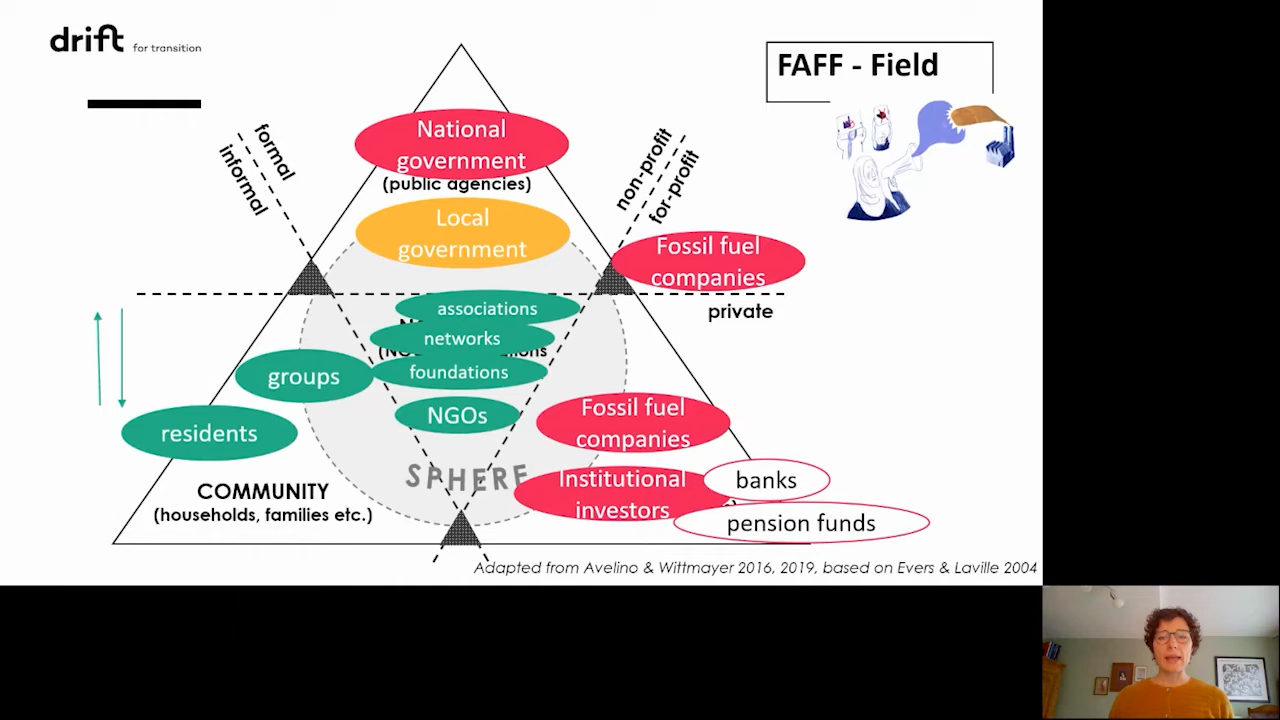 drift for transition
FAFF - Field
formal
informal
non-profit
for-profit
National
government
(public agencies)
Local
government
Fossil fuel
companies
private
associations
networks
foundations
NGOs
groups
residents
Fossil fuel
companies
SPHERE
Institutional
investors
banks
pension funds
COMMUNITY
(households, families etc.)
Adapted from Avelino & Wittmayer 2016, 2019, based on Evers & Laville 2004